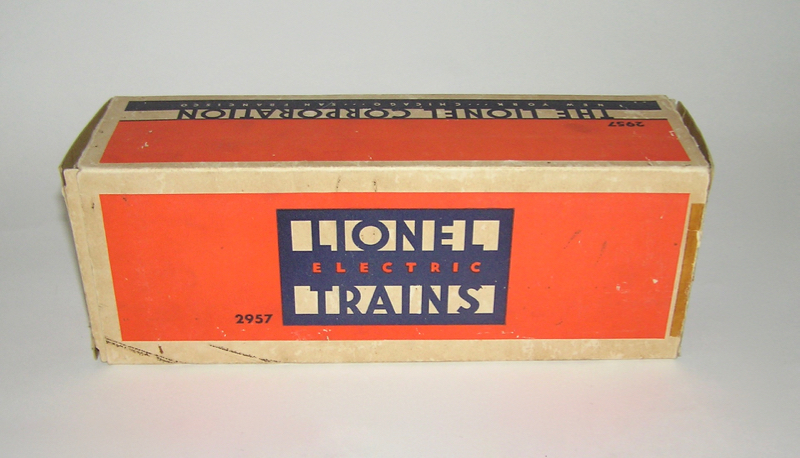 NEW YORK · · CHICAGO · · SAN FRANCISCO
THE LIONEL CORPORATION
2957
LIONEL
ELECTRIC
TRAINS
2957